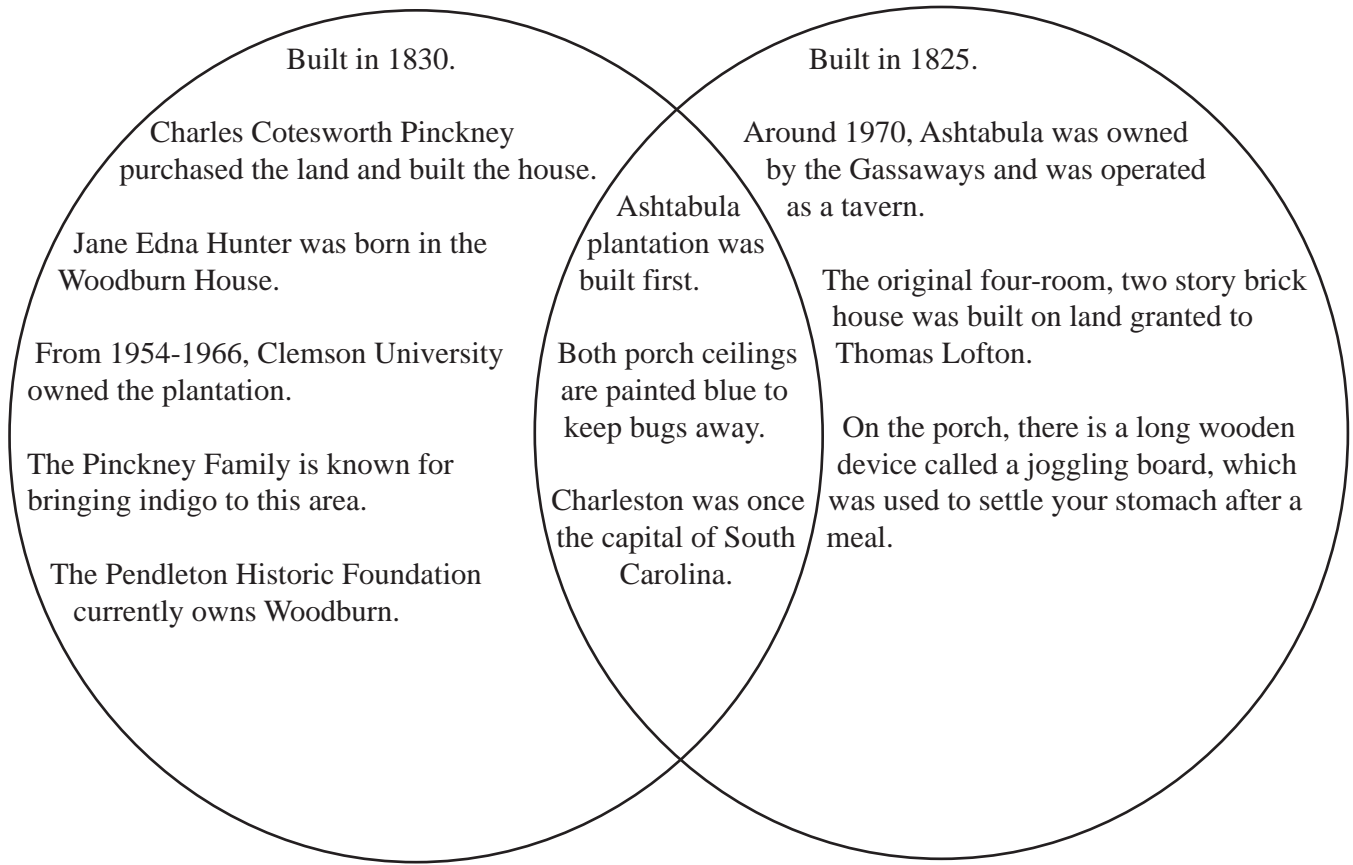 Built in 1830.
Charles Cotesworth Pinckney
purchased the land and built the house.
Jane Edna Hunter was born in the
Woodburn House.
From 1954-1966, Clemson University
owned the plantation.
The Pinckney Family is known for
bringing indigo to this area.
The Pendleton Historic Foundation
currently owns Woodburn.
Ashtabula
plantation was
built first.
Both porch ceilings
are painted blue to
keep bugs away.
Charleston was once
the capital of South
Carolina.
Built in 1825.
Around 1970, Ashtabula was owned
by the Gassaways and was operated
as a tavern.
The original four-room, two story brick
house was built on land granted to
Thomas Lofton.
On the porch, there is a long wooden
device called a joggling board, which
was used to settle your stomach after a
meal.